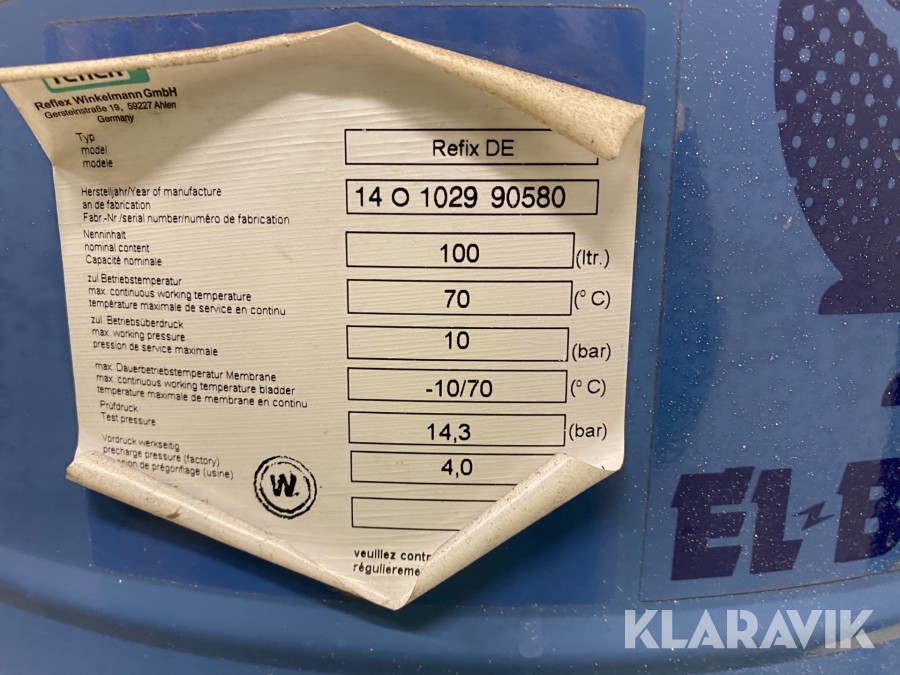 reflex
Reflex Winkelmann GmbH
Gersteinstraße 19, 59227 Ahlen
Germany
Typ
model
modele
Refix DE
Herstelljahr/Year of manufacture
an de fabrication
Fabr.-Nr./serial number/numéro de fabrication
14 O 1029 90580
Nenninhalt
nominal content
Capacité nominale
100 (ltr.)
zul.Betriebstemperatur
max. continuous working temperature
température maximale de service en continu
70 (° C)
zul. Betriebsüberdruck
max. working pressure
pression de service maximale
10 (bar)
max. Dauerbetriebstemperatur Membrane
max. continuous working temperature bladder
temperature maximale de membrane en continu
-10/70 (° C)
Prüfdruck
Test pressure
14,3 (bar)
Vordruck werkseitig
precharge pressure (factory)
de prégonflage (usine)
4,0
W.
veuillez
EL-B
KLARAVIK